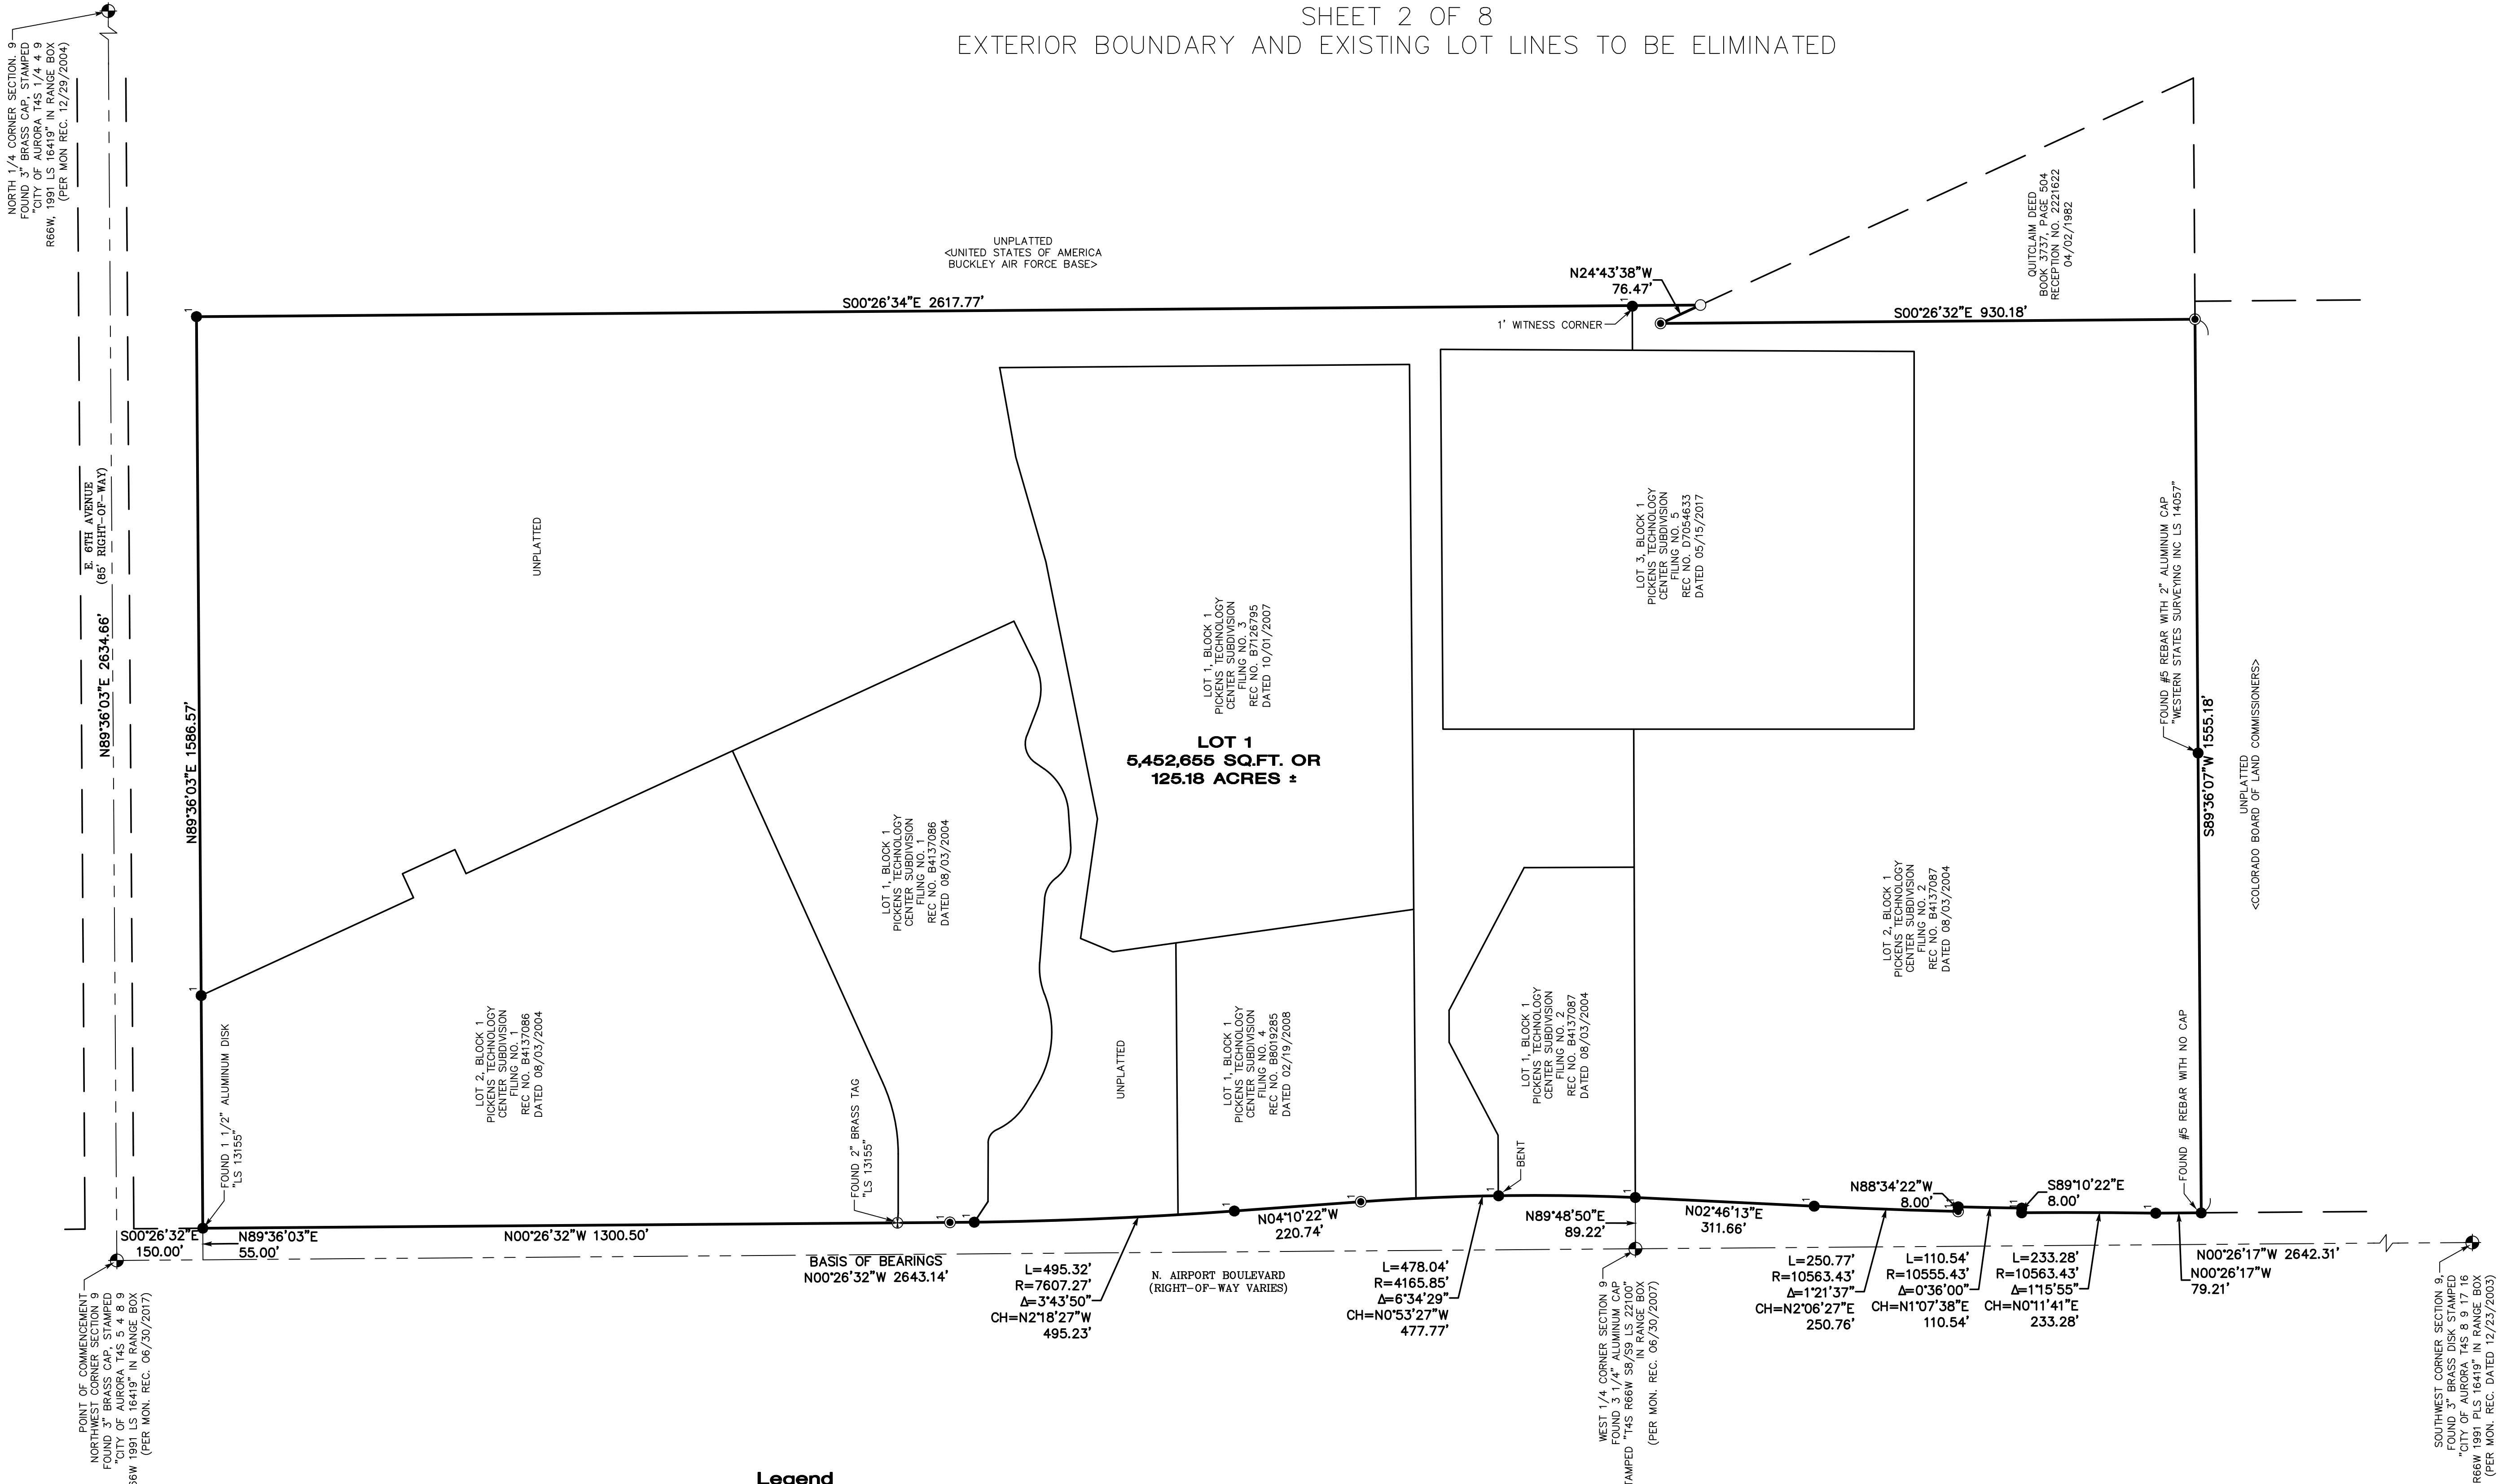 SHEET 2 OF 8
EXTERIOR BOUNDARY AND EXISTING LOT LINES TO BE ELIMINATED
NORTH 1/4 CORNER SECTION. 9
FOUND 3" BRASS CAP, STAMPED
"CITY OF AURORA T4S 1/4 4 9
R66W, 1991 LS 16419" IN RANGE BOX
(PER MON REC. 12/29/2004)
UNPLATTED
<UNITED STATES OF AMERICA
BUCKLEY AIR FORCE BASE>
S00°26'34"E 2617.77'
N24°43'38"W
76.47'
1' WITNESS CORNER
1
1
S00°26'32"E 930.18'
QUITCLAIM DEED
BOOK 3737, PAGE 504
RECEPTION NO. 2221622
04/02/1982
E. 6TH AVENUE
(85' RIGHT-OF-WAY)
N89°36'03"E 2634.66'
N89°36'03"E 1586.57'
UNPLATTED
LOT 1, BLOCK 1
PICKENS TECHNOLOGY
CENTER SUBDIVISION
FILING NO. 3
REC NO. B7126795
DATED 10/01/2007
LOT 1
5,452,655 SQ.FT. OR
125.18 ACRES ±
LOT 3, BLOCK 1
PICKENS TECHNOLOGY
CENTER SUBDIVISION
FILING NO. 5
REC NO. D7054633
DATED 05/15/2017
FOUND #5 REBAR WITH 2" ALUMINUM CAP
"WESTERN STATES SURVEYING INC LS 14057"
S89°36'07"W 1555.18'
UNPLATTED
<COLORADO BOARD OF LAND COMMISSIONERS>
LOT 1, BLOCK 1
PICKENS TECHNOLOGY
CENTER SUBDIVISION
FILING NO. 1
REC NO. B4137086
DATED 08/03/2004
LOT 2, BLOCK 1
PICKENS TECHNOLOGY
CENTER SUBDIVISION
FILING NO. 2
REC NO. B4137087
DATED 08/03/2004
1
LOT 2, BLOCK 1
PICKENS TECHNOLOGY
CENTER SUBDIVISION
FILING NO. 1
REC NO. B4137086
DATED 08/03/2004
UNPLATTED
LOT 1, BLOCK 1
PICKENS TECHNOLOGY
CENTER SUBDIVISION
FILING NO. 4
REC NO. B8019285
DATED 02/19/2008
LOT 1, BLOCK 1
PICKENS TECHNOLOGY
CENTER SUBDIVISION
FILING NO. 2
REC NO. B4137087
DATED 08/03/2004
FOUND 1 1/2" ALUMINUM DISK
"LS 13155"
FOUND 2" BRASS TAG
"LS 13155"
BENT
FOUND #5 REBAR WITH NO CAP
1
1
1
1
1
1
1
1
S00°26'32"E
150.00'
N89°36'03"E
55.00'
N00°26'32"W 1300.50'
BASIS OF BEARINGS
N00°26'32"W 2643.14'
L=495.32'
R=7607.27'
Δ=3°43'50"
CH=N2°18'27"W
495.23'
N. AIRPORT BOULEVARD
(RIGHT-OF-WAY VARIES)
N04°10'22"W
220.74'
L=478.04'
R=4165.85'
Δ=6°34'29"
CH=N0°53'27"W
477.77'
N89°48'50"E
89.22'
N02°46'13"E
311.66'
N88°34'22"W
8.00'
S89°10'22"E
8.00'
L=250.77'
R=10563.43'
Δ=1°21'37"
CH=N2°06'27"E
250.76'
L=110.54'
R=10555.43'
Δ=0°36'00"
CH=N1°07'38"E
110.54'
L=233.28'
R=10563.43'
Δ=1°15'55"
CH=N0°11'41"E
233.28'
N00°26'17"W 2642.31'
N00°26'17"W
79.21'
POINT OF COMMENCEMENT
NORTHWEST CORNER SECTION 9
FOUND 3" BRASS CAP, STAMPED
"CITY OF AURORA T4S 5 4 8 9
66W 1991 LS 16419" IN RANGE BOX
(PER MON. REC. 06/30/2017)
WEST 1/4 CORNER SECTION 9
FOUND 3 1/4" ALUMINUM CAP
TAMPED "T4S R66W S8/S9 LS 22100"
IN RANGE BOX
(PER MON. REC. 06/30/2007)
SOUTHWEST CORNER SECTION 9,
FOUND 3" BRASS DISK STAMPED
"CITY OF AURORA T4S 8 9 17 16
R66W 1991 PLS 16419" IN RANGE BOX
(PER MON. REC. DATED 12/23/2003)
Legend